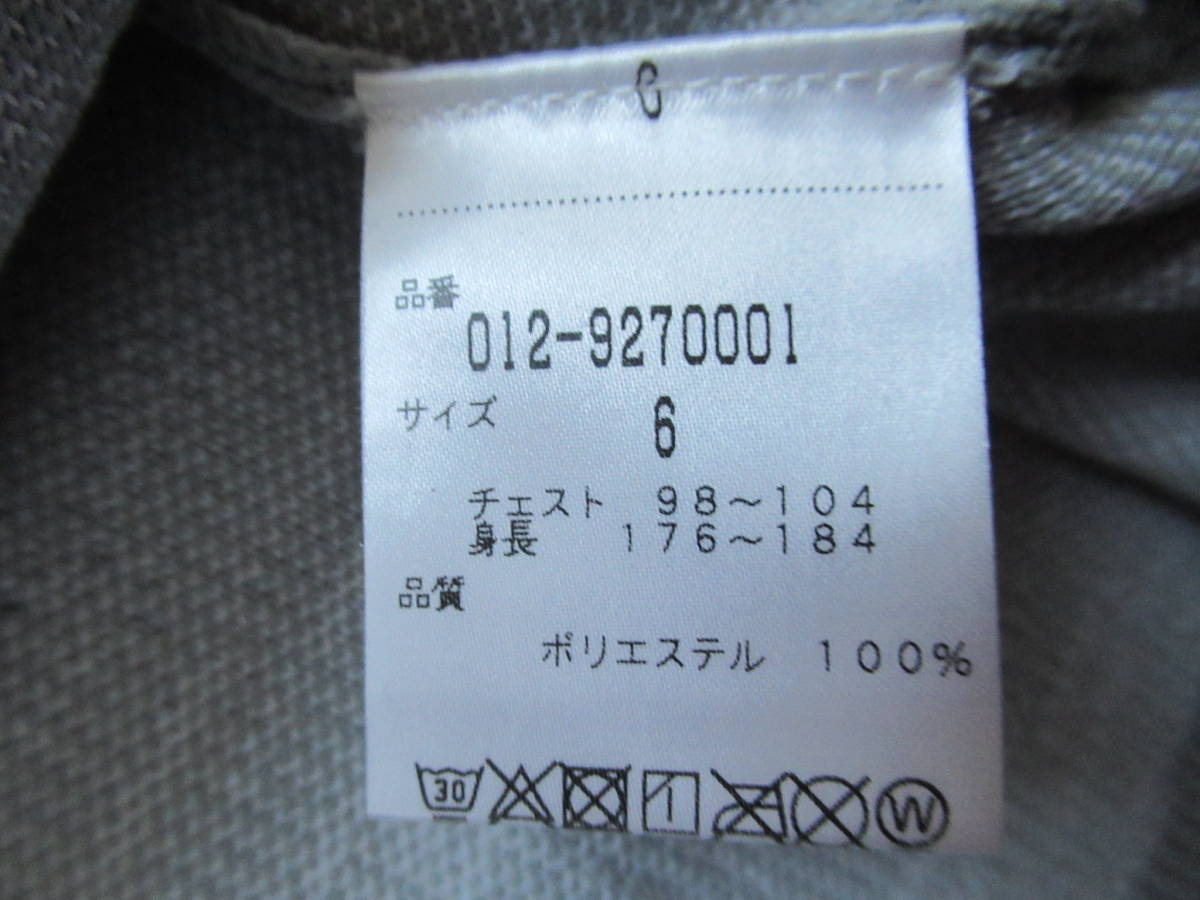 C
品番
012-9270001
サイズ 6
チェスト 98～104
身長 176～184
品質
ポリエステル 100%
30 W